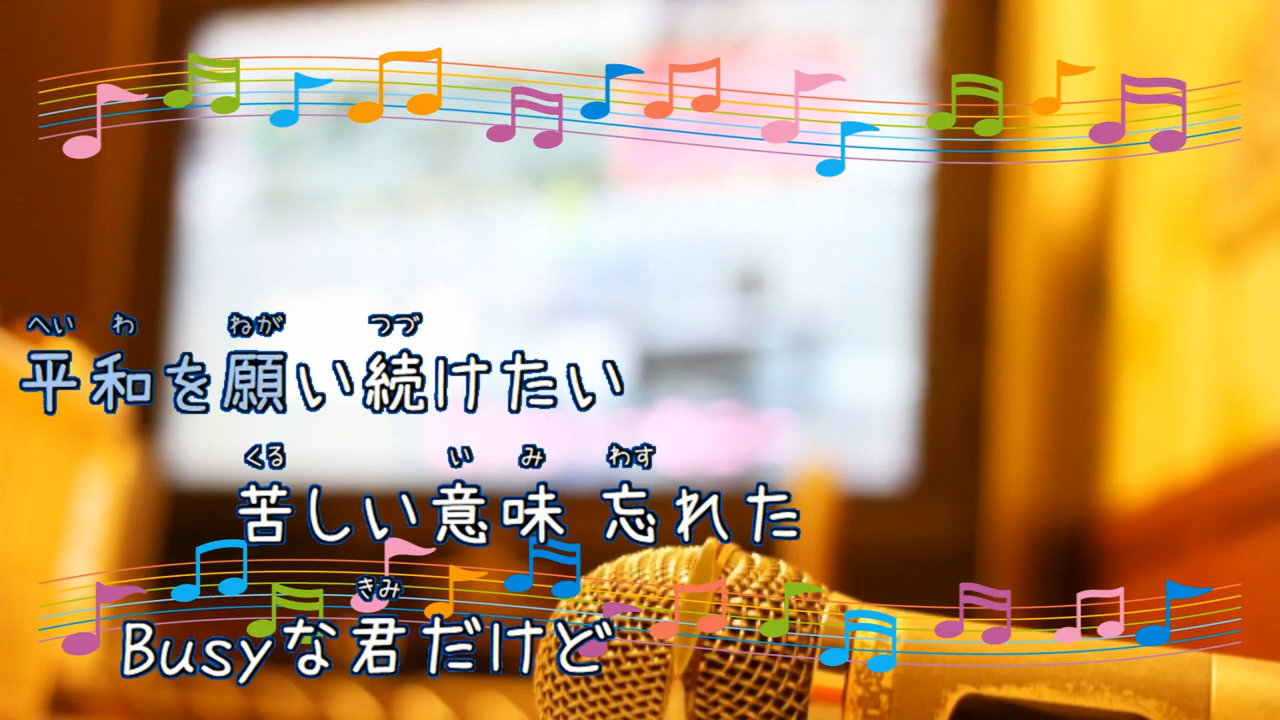 へい わ ねが つづ
平和を願い続けたい
くる い み わす
苦しい意味 忘れた
きみ
Busyな君だけど